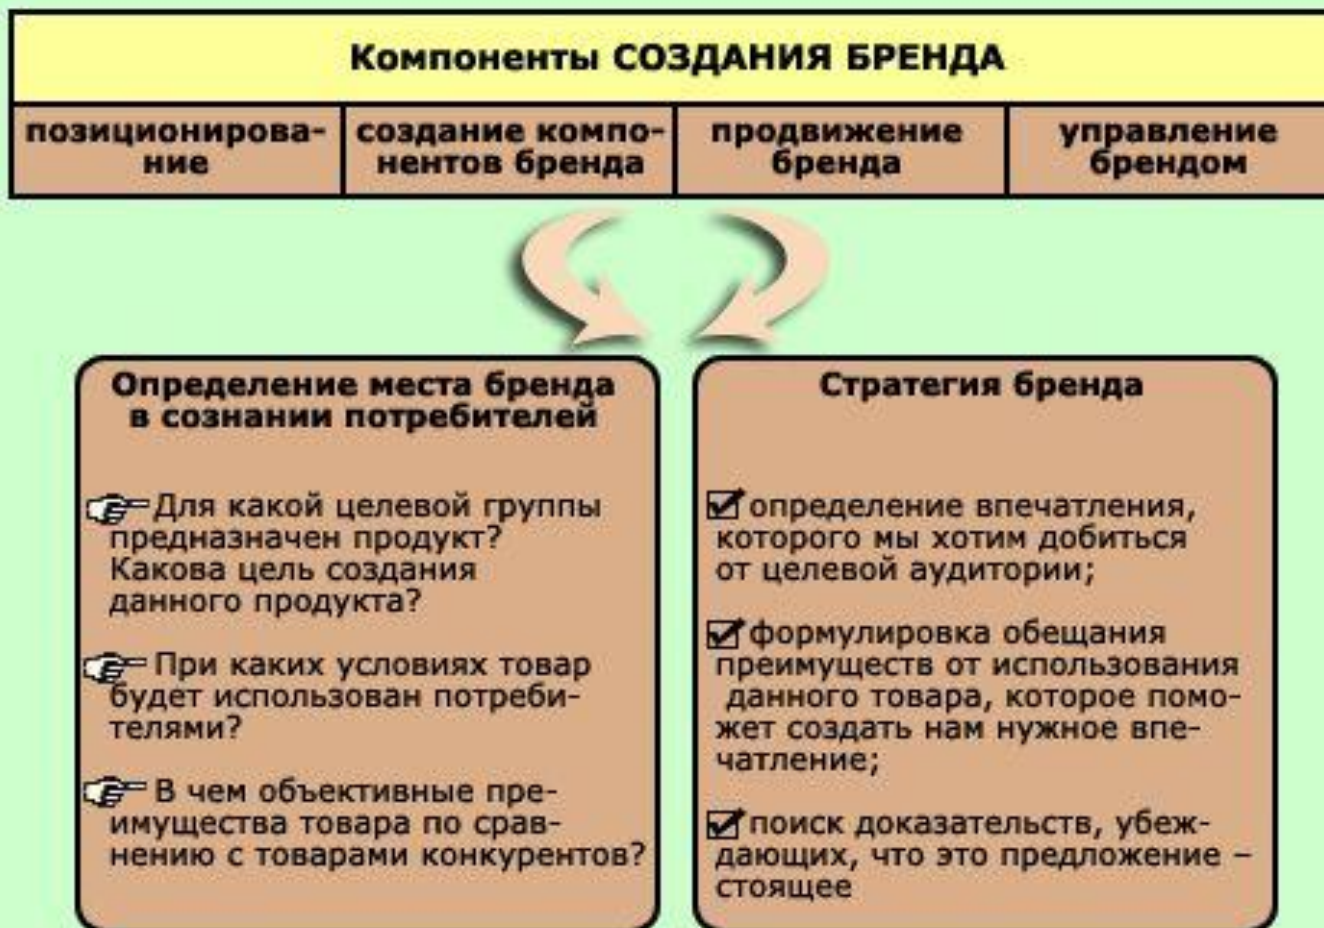 Компоненты СОЗДАНИЯ БРЕНДА
позиционирова-
ние
создание компо-
нентов бренда
продвижение
бренда
управление
брендом
Определение места бренда
в сознании потребителей
Для какой целевой группы
предназначен продукт?
Какова цель создания
данного продукта?
При каких условиях товар
будет использован потреби-
телями?
В чем объективные пре-
имущества товара по срав-
нению с товарами конкурентов?
Стратегия бренда
определение впечатления,
которого мы хотим добиться
от целевой аудитории;
формулировка обещания
преимуществ от использования
данного товара, которое помо-
жет создать нам нужное впе-
чатление;
поиск доказательств, убеж-
дающих, что это предложение –
стоящее